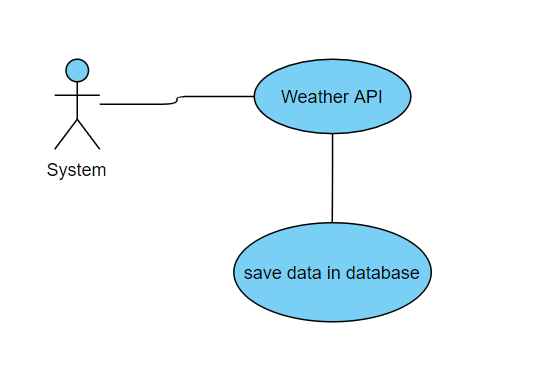 Weather API
System
save data in database